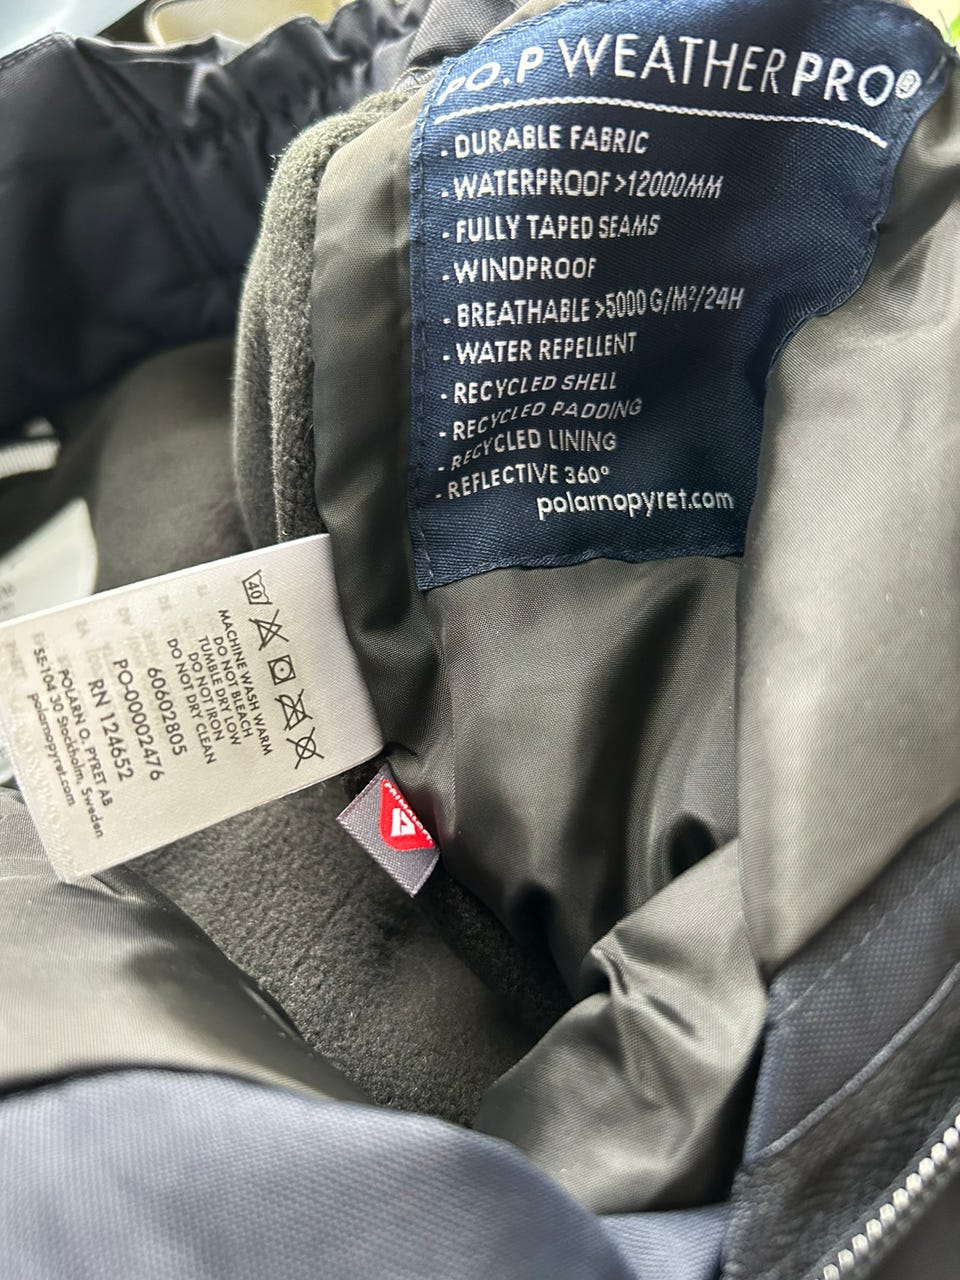 PO.P WEATHERPRO®
- DURABLE FABRIC
- WATERPROOF >12000MM
- FULLY TAPED SEAMS
- WINDPROOF
- BREATHABLE >5000 G/M²/24H
- WATER REPELLENT
- RECYCLED SHELL
- RECYCLED PADDING
- RECYCLED LINING
- REFLECTIVE 360°
polarnopyret.com
40
MACHINE WASH WARM
DO NOT BLEACH
TUMBLE DRY LOW
DO NOT IRON
DO NOT DRY CLEAN
60602805
PO-00002476
RN 124652
POLARN O. PYRET AB
SE-104 30 Stockholm, Sweden
polarnopyret.com
PRIMALOFT